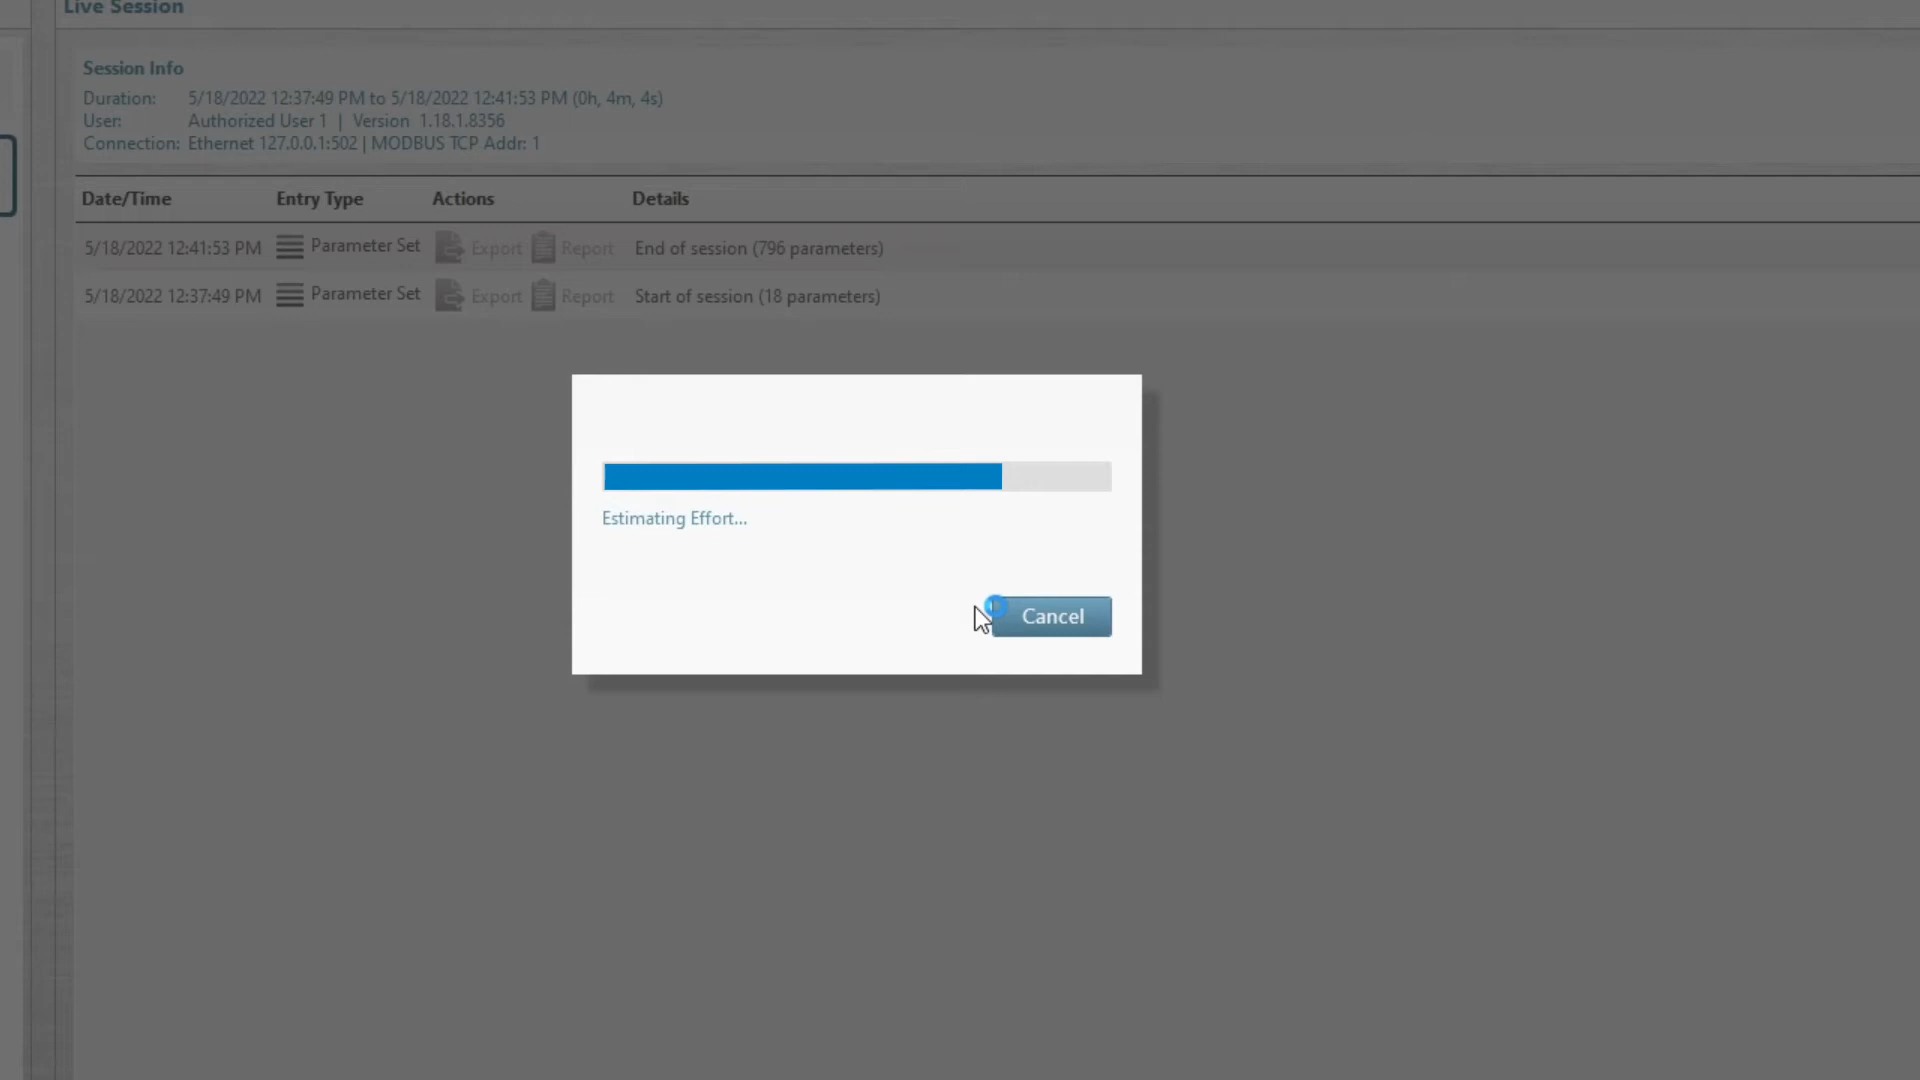 Live Session
Session Info
Duration: 5/18/2022 12:37:49 PM to 5/18/2022 12:41:53 PM (0h, 4m, 4s)
User: Authorized User 1 | Version 1.18.1.8356
Connection: Ethernet 127.0.0.1:502 | MODBUS TCP Addr: 1
Date/Time Entry Type Actions Details
5/18/2022 12:41:53 PM Parameter Set Export Report End of session (796 parameters)
5/18/2022 12:37:49 PM Parameter Set Export Report Start of session (18 parameters)
Estimating Effort...
Cancel